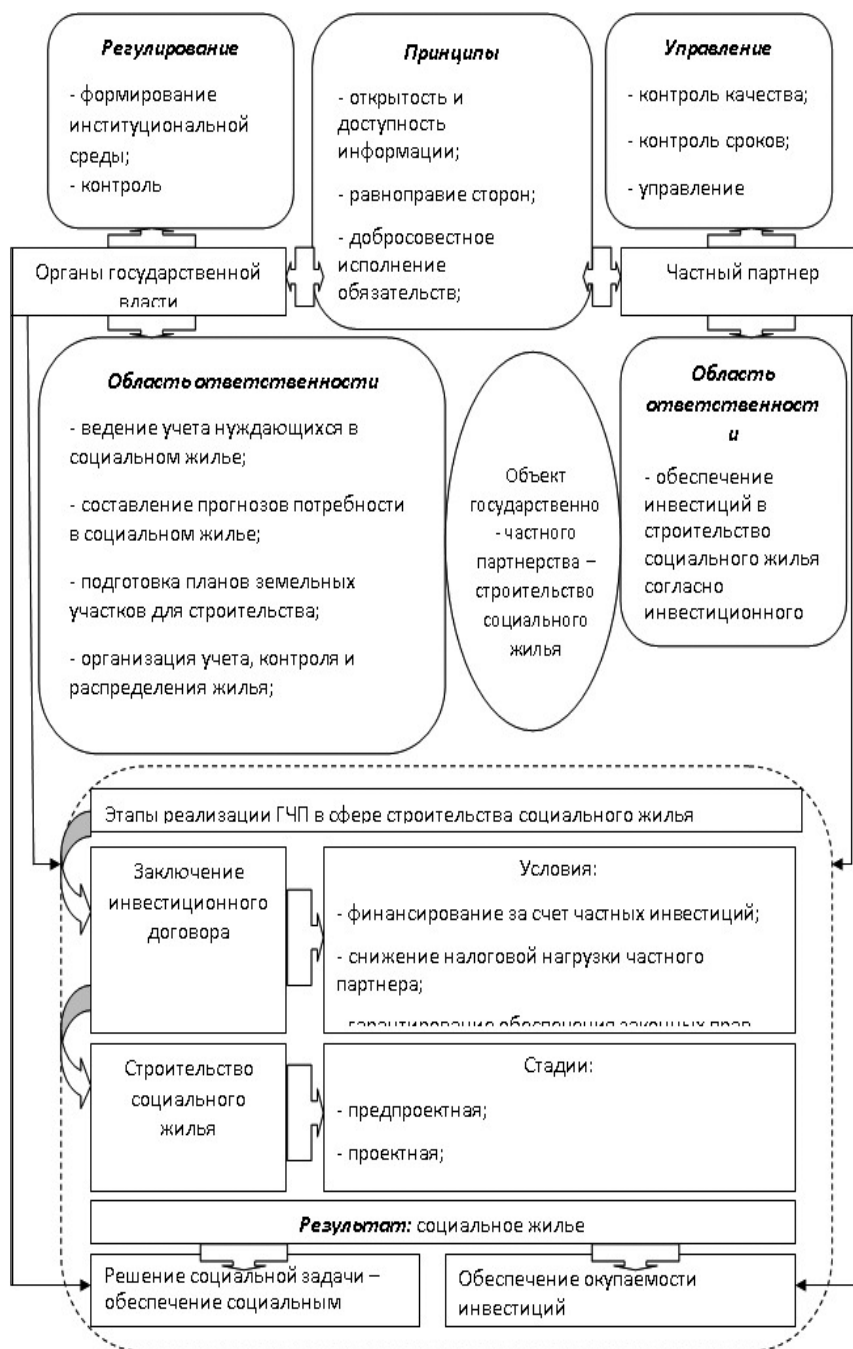 Регулирование
- формирование
институциональной
среды;
- контроль
Принципы
- открытость и
доступность
информации;
- равноправие сторон;
- добросовестное
исполнение
обязательств;
Управление
- контроль качества;
- контроль сроков;
- управление
Органы государственной
власти
Частный партнер
Область ответственности
- ведение учета нуждающихся в
социальном жилье;
- составление прогнозов потребности
в социальном жилье;
- подготовка планов земельных
участков для строительства;
- организация учета, контроля и
распределения жилья;
Объект
государственно
- частного
партнерства –
строительство
социального
жилья
Область
ответственност
и
- обеспечение
инвестиций в
строительство
социального жилья
согласно
инвестиционного
Этапы реализации ГЧП в сфере строительства социального жилья
Заключение
инвестиционного
договора
Условия:
- финансирование за счет частных инвестиций;
- снижение налоговой нагрузки частного
партнера;
- гарантирование обеспечения законных прав
Строительство
социального
жилья
Стадии:
- предпроектная;
- проектная;
Результат: социальное жилье
Решение социальной задачи –
обеспечение социальным
Обеспечение окупаемости
инвестиций